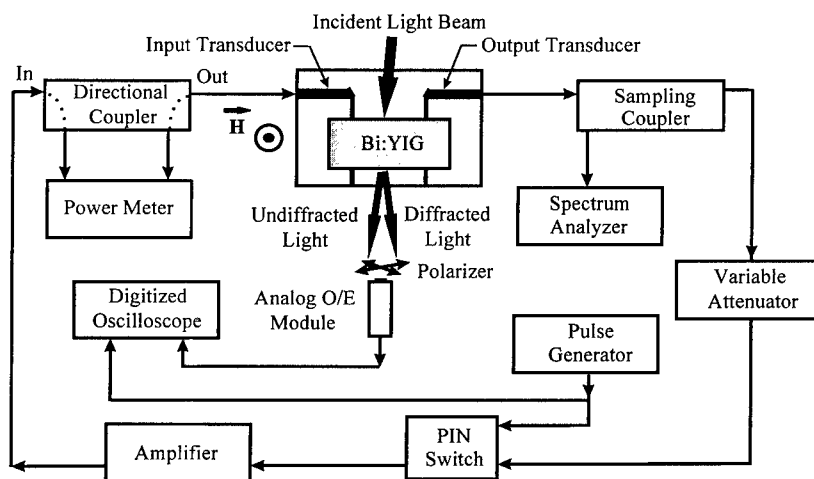 Incident Light Beam
Input Transducer
Output Transducer
In
Out
Directional
Coupler
H
Bi:YIG
Sampling
Coupler
Power Meter
Undiffracted
Light
Diffracted
Light
Spectrum
Analyzer
Polarizer
Digitized
Oscilloscope
Analog O/E
Module
Variable
Attenuator
Pulse
Generator
Amplifier
PIN
Switch